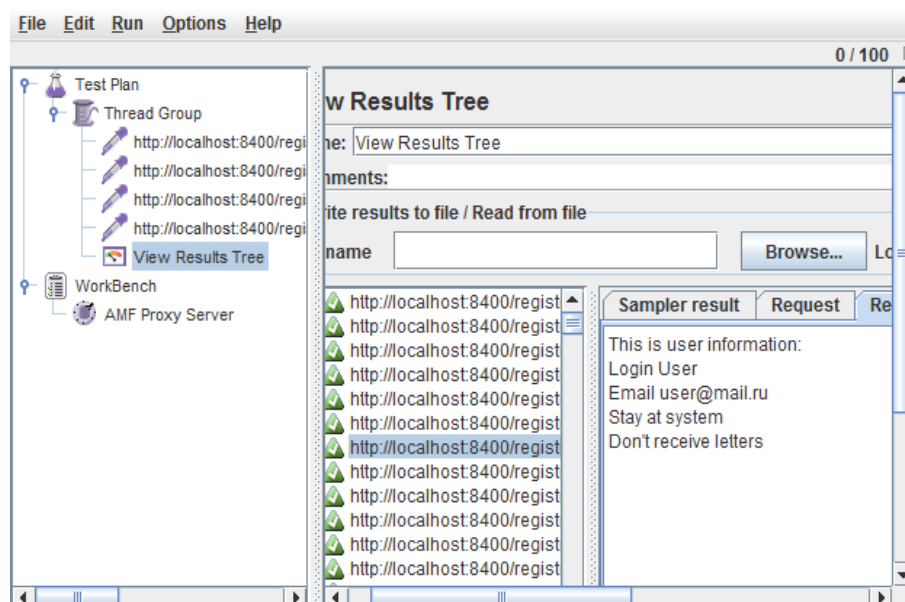 File Edit Run Options Help
0 / 100
Test Plan
Thread Group
http://localhost:8400/regi
http://localhost:8400/regi
http://localhost:8400/regi
http://localhost:8400/regi
View Results Tree
WorkBench
AMF Proxy Server
w Results Tree
ne: View Results Tree
nments:
ite results to file / Read from file
name Browse... Lo
http://localhost:8400/regist
http://localhost:8400/regist
http://localhost:8400/regist
http://localhost:8400/regist
http://localhost:8400/regist
http://localhost:8400/regist
http://localhost:8400/regist
http://localhost:8400/regist
http://localhost:8400/regist
http://localhost:8400/regist
http://localhost:8400/regist
http://localhost:8400/regist
Sampler result Request Re
This is user information:
Login User
Email user@mail.ru
Stay at system
Don't receive letters